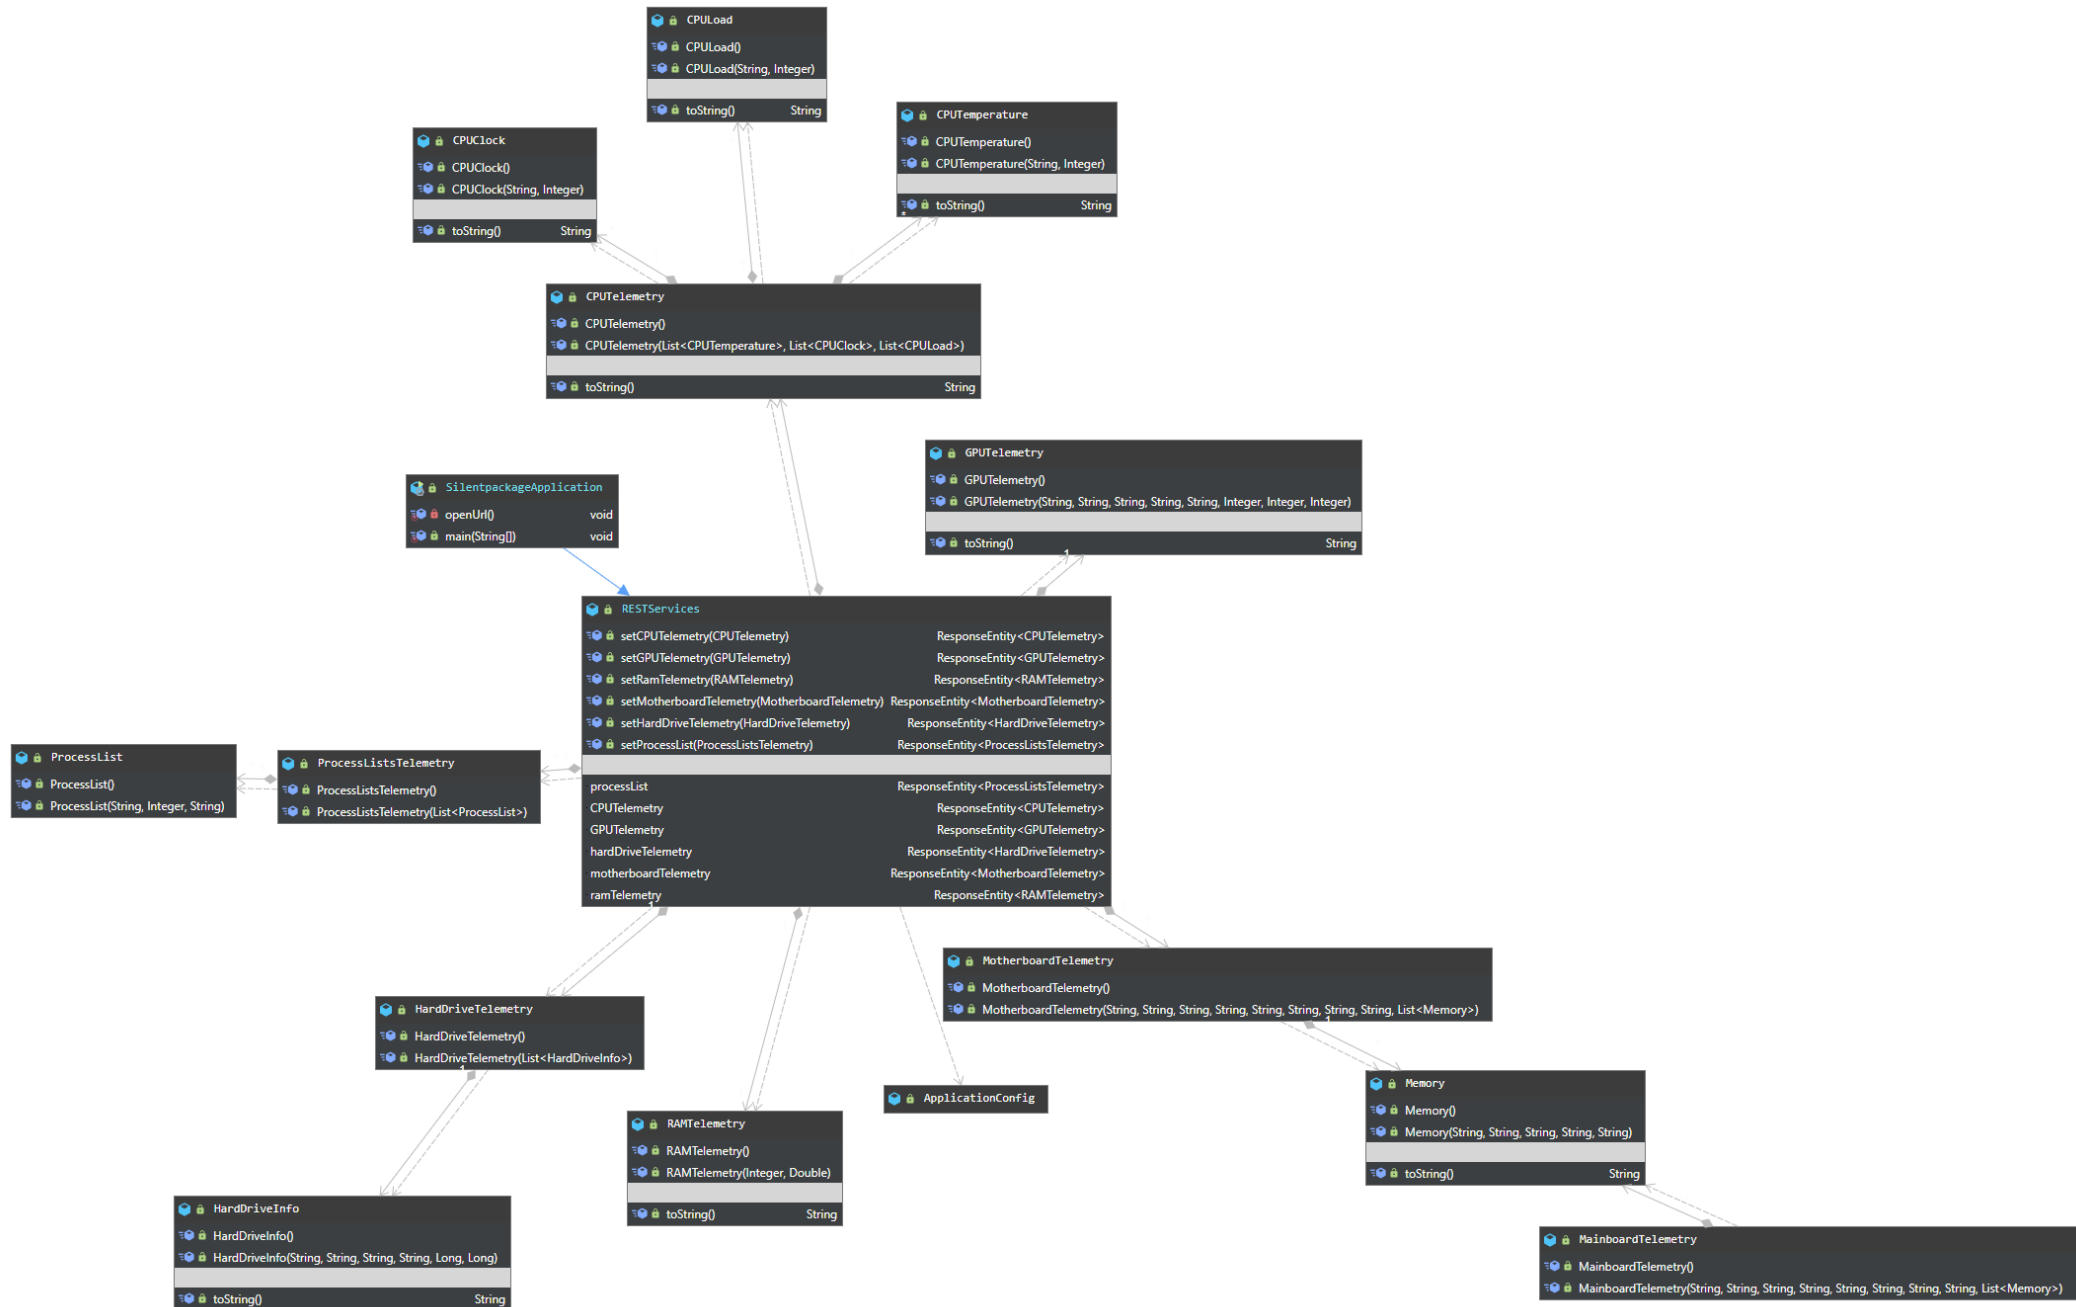 CPULoad
CPULoad()
CPULoad(String, Integer)
toString() String
CPUTemperature
CPUTemperature()
CPUTemperature(String, Integer)
toString() String
*
CPUClock
CPUClock()
CPUClock(String, Integer)
toString() String
CPUTelemetry
CPUTelemetry()
CPUTelemetry(List<CPUTemperature>, List<CPUClock>, List<CPULoad>)
toString() String
GPUTelemetry
GPUTelemetry()
GPUTelemetry(String, String, String, String, String, Integer, Integer, Integer)
toString() String
1
SilentpackageApplication
openUrl() void
main(String[]) void
RESTServices
setCPUTelemetry(CPUTelemetry) ResponseEntity<CPUTelemetry>
setGPUTelemetry(GPUTelemetry) ResponseEntity<GPUTelemetry>
setRamTelemetry(RAMTelemetry) ResponseEntity<RAMTelemetry>
setMotherboardTelemetry(MotherboardTelemetry) ResponseEntity<MotherboardTelemetry>
setHardDriveTelemetry(HardDriveTelemetry) ResponseEntity<HardDriveTelemetry>
setProcessList(ProcessListsTelemetry) ResponseEntity<ProcessListsTelemetry>
processList ResponseEntity<ProcessListsTelemetry>
CPUTelemetry ResponseEntity<CPUTelemetry>
GPUTelemetry ResponseEntity<GPUTelemetry>
hardDriveTelemetry ResponseEntity<HardDriveTelemetry>
motherboardTelemetry ResponseEntity<MotherboardTelemetry>
ramTelemetry ResponseEntity<RAMTelemetry>
1
ProcessList
ProcessList()
ProcessList(String, Integer, String)
ProcessListsTelemetry
ProcessListsTelemetry()
ProcessListsTelemetry(List<ProcessList>)
MotherboardTelemetry
MotherboardTelemetry()
MotherboardTelemetry(String, String, String, String, String, String, String, String, List<Memory>)
1
HardDriveTelemetry
HardDriveTelemetry()
HardDriveTelemetry(List<HardDriveInfo>)
1
ApplicationConfig
Memory
Memory()
Memory(String, String, String, String, String)
toString() String
RAMTelemetry
RAMTelemetry()
RAMTelemetry(Integer, Double)
toString() String
HardDriveInfo
HardDriveInfo()
HardDriveInfo(String, String, String, String, Long, Long)
toString() String
MainboardTelemetry
MainboardTelemetry()
MainboardTelemetry(String, String, String, String, String, String, String, String, List<Memory>)